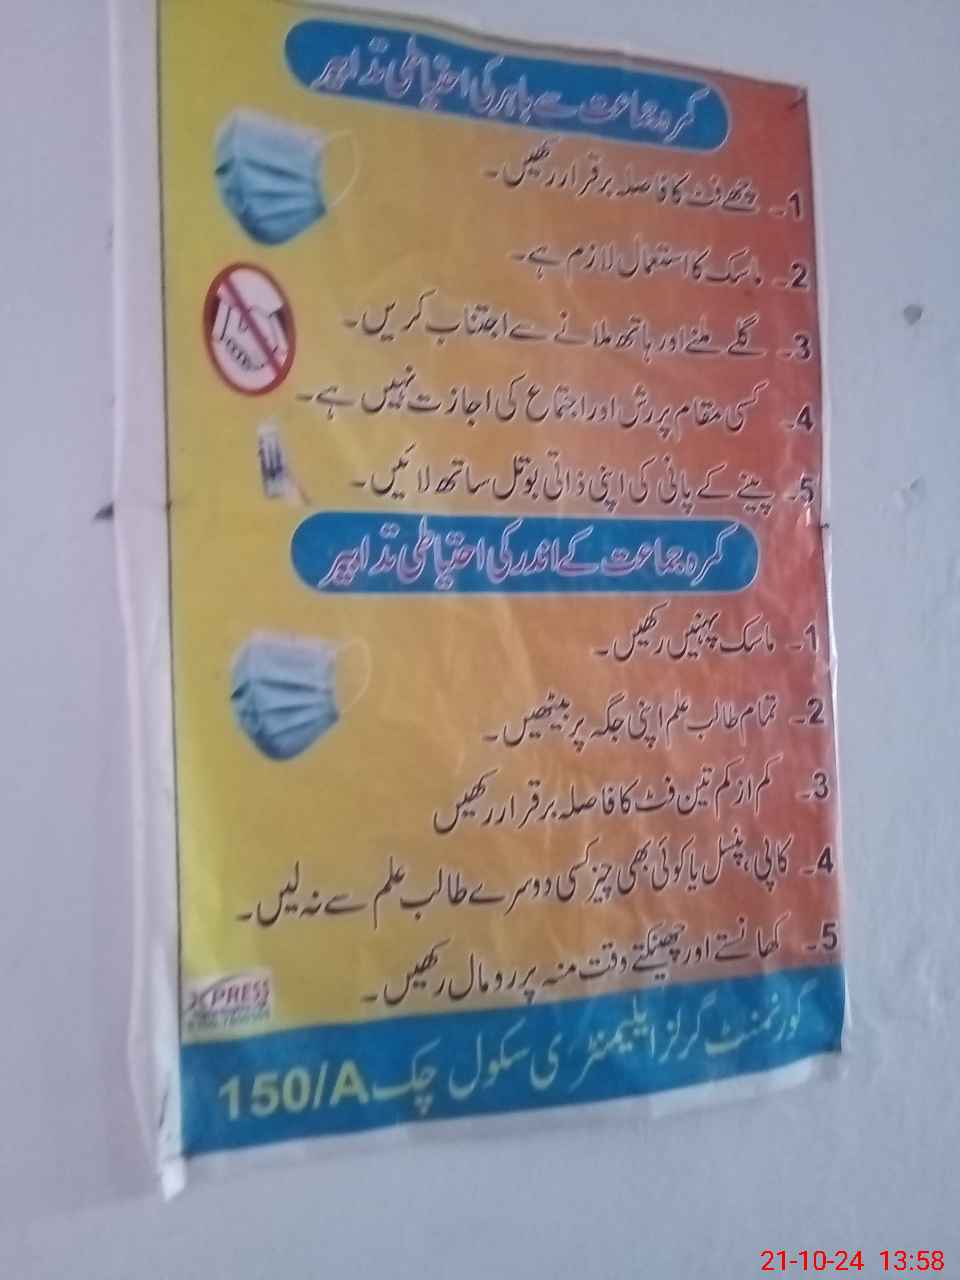 کمرہ جماعت سے باہر کی احتیاطی تدابیر
1۔ چھے فٹ کا فاصلہ برقرار رکھیں۔
2۔ ماسک کا استعمال لازم ہے۔
3۔ گلے ملنے اور ہاتھ ملانے سے اجتناب کریں۔
4۔ کسی مقام پر رش اور اجتماع کی اجازت نہیں ہے۔
5۔ پینے کے پانی کی اپنی ذاتی بوتل ساتھ لائیں۔
کمرہ جماعت کے اندر کی احتیاطی تدابیر
1۔ ماسک پہنیں رکھیں۔
2۔ تمام طالب علم اپنی جگہ پر بیٹھیں۔
3۔ کم از کم تین فٹ کا فاصلہ برقرار رکھیں
4۔ کاپی، پنسل یا کوئی بھی چیز کسی دوسرے طالب علم سے نہ لیں۔
5۔ کھانستے اور چھینکتے وقت منہ پر رومال رکھیں۔
XPRESS
گورنمنٹ گرلز ایلیمنٹری سکول چک 150/A
21-10-24 13:58